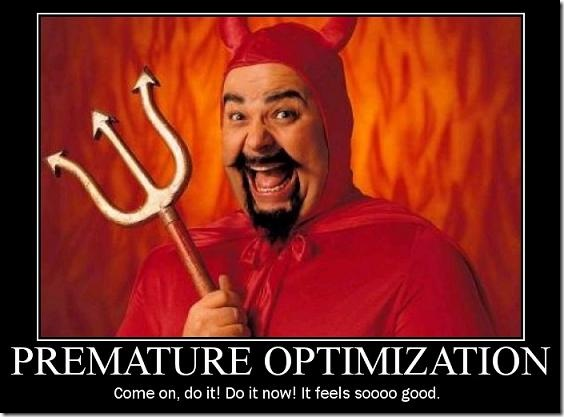 PREMATURE OPTIMIZATION
Come on, do it! Do it now! It feels soooo good.